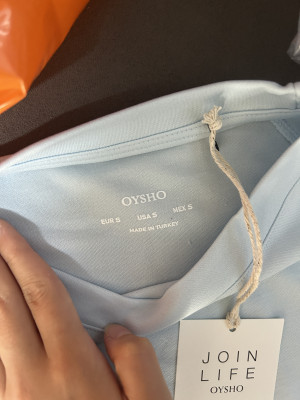 OYSHO
EUR S USA S MEX S
MADE IN TURKEY
JOIN
LIFE
OYSHO